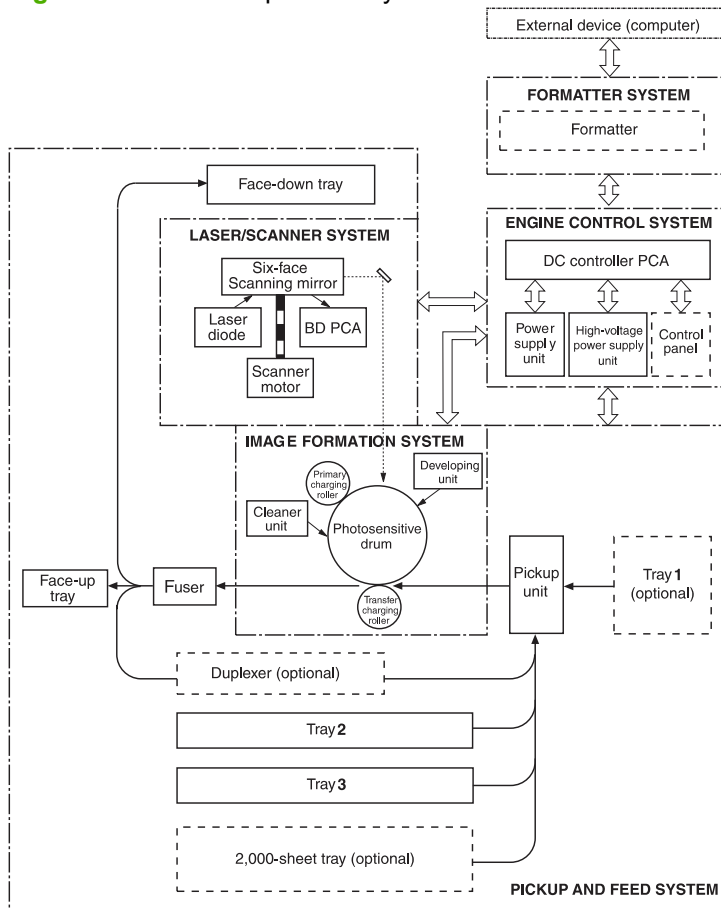 External device (computer)
FORMATTER SYSTEM
Formatter
Face-down tray
LASER/SCANNER SYSTEM
Six-face
Scanning mirror
Laser
diode
BD PCA
Scanner
motor
ENGINE CONTROL SYSTEM
DC controller PCA
Power
supply
unit
High-voltage
power supply
unit
Control
panel
IMAGE FORMATION SYSTEM
Primary
charging
roller
Developing
unit
Cleaner
unit
Photosensitive
drum
Transfer
charging
roller
Face-up
tray
Fuser
Pickup
unit
Tray 1
(optional)
Duplexer (optional)
Tray 2
Tray 3
2,000-sheet tray (optional)
PICKUP AND FEED SYSTEM